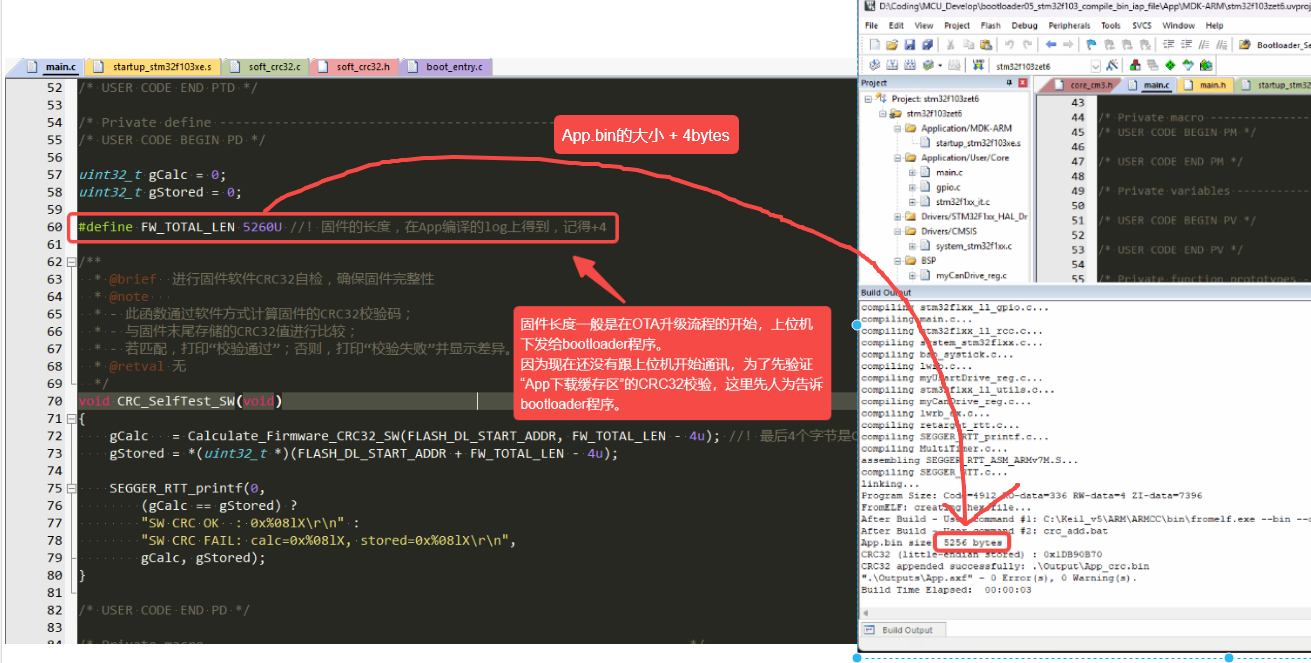 main.c
startup_stm32f103xe.s
soft_crc32.c
soft_crc32.h
boot_entry.c
52 /* USER CODE END PTD */
53
54 /* Private define ------------------------------------------------------------
55 /* USER CODE BEGIN PD */
56
57 uint32_t gCalc = 0;
58 uint32_t gStored = 0;
59
60 #define FW_TOTAL_LEN 5260U //! 固件的长度，在App编译的log上得到，记得+4
61
62 /**
63 * @brief 进行固件软件CRC32自检，确保固件完整性
64 * @note
65 * - 此函数通过软件方式计算固件的CRC32校验码；
66 * - 与固件末尾存储的CRC32值进行比较；
67 * - 若匹配，打印“校验通过”；否则，打印“校验失败”并显示差异。
68 * @retval 无
69 */
70 void CRC_SelfTest_SW(void)
71 {
72 gCalc = Calculate_Firmware_CRC32_SW(FLASH_DL_START_ADDR, FW_TOTAL_LEN - 4u); //! 最后4个字节是
73 gStored = *(uint32_t *)(FLASH_DL_START_ADDR + FW_TOTAL_LEN - 4u);
74
75 SEGGER_RTT_printf(0,
76 (gCalc == gStored) ?
77 "SW CRC OK : 0x%08lX\r\n" :
78 "SW CRC FAIL: calc=0x%08lX, stored=0x%08lX\r\n",
79 gCalc, gStored);
80 }
81
82 /* USER CODE END PD */
83
84 /* Private macro
App.bin的大小 + 4bytes
固件长度一般是在OTA升级流程的开始，上位机
下发给bootloader程序。
因为现在还没有跟上位机开始通讯，为了先验证
“App下载缓存区”的CRC32校验，这里先人为告诉
bootloader程序。
D:\Coding\MCU_Develop\bootloader05_stm32f103_compile_bin_iap_file\App\MDK-ARM\stm32f103zet6.uvproj
File Edit View Project Flash Debug Peripherals Tools SVCS Window Help
Bootloader_Se
stm32f103zet6
Project
Project: stm32f103zet6
stm32f103zet6
Application/MDK-ARM
startup_stm32f103xe.s
Application/User/Core
main.c
gpio.c
stm32f1xx_it.c
Drivers/STM32F1xx_HAL_Dr
Drivers/CMSIS
system_stm32f1xx.c
BSP
myCanDrive_reg.c
core_cm3.h
main.c
main.h
startup_stm32
43
44 /* Private macro -------------
45 /* USER CODE BEGIN PM */
46
47 /* USER CODE END PM */
48
49 /* Private variables ----------
50
51 /* USER CODE BEGIN PV */
52
53 /* USER CODE END PV */
54
55 /* Private function prototypes --
Build Output
compiling stm32f1xx_ll_gpio.c...
compiling main.c...
compiling stm32f1xx_ll_rcc.c...
compiling system_stm32f1xx.c...
compiling bsp_systick.c...
compiling lwrb.c...
compiling myUsartDrive_reg.c...
compiling stm32f1xx_ll_utils.c...
compiling myCanDrive_reg.c...
compiling lwrb_ex.c...
compiling retarget_rtt.c...
compiling SEGGER_RTT_printf.c...
compiling MultiTimer.c...
assembling SEGGER_RTT_ASM_ARMv7M.S...
compiling SEGGER_RTT.c...
linking...
Program Size: Code=4912 RO-data=336 RW-data=4 ZI-data=7396
FromELF: creating hex file...
After Build - User command #1: C:\Keil_v5\ARM\ARMCC\bin\fromelf.exe --bin --o
After Build - User command #2: crc_add.bat
App.bin size: 5256 bytes
CRC32 (little-endian stored) : 0x1DB90B70
CRC32 appended successfully: .\Output\App_crc.bin
".\Outputs\App.axf" - 0 Error(s), 0 Warning(s).
Build Time Elapsed: 00:00:03
Build Output